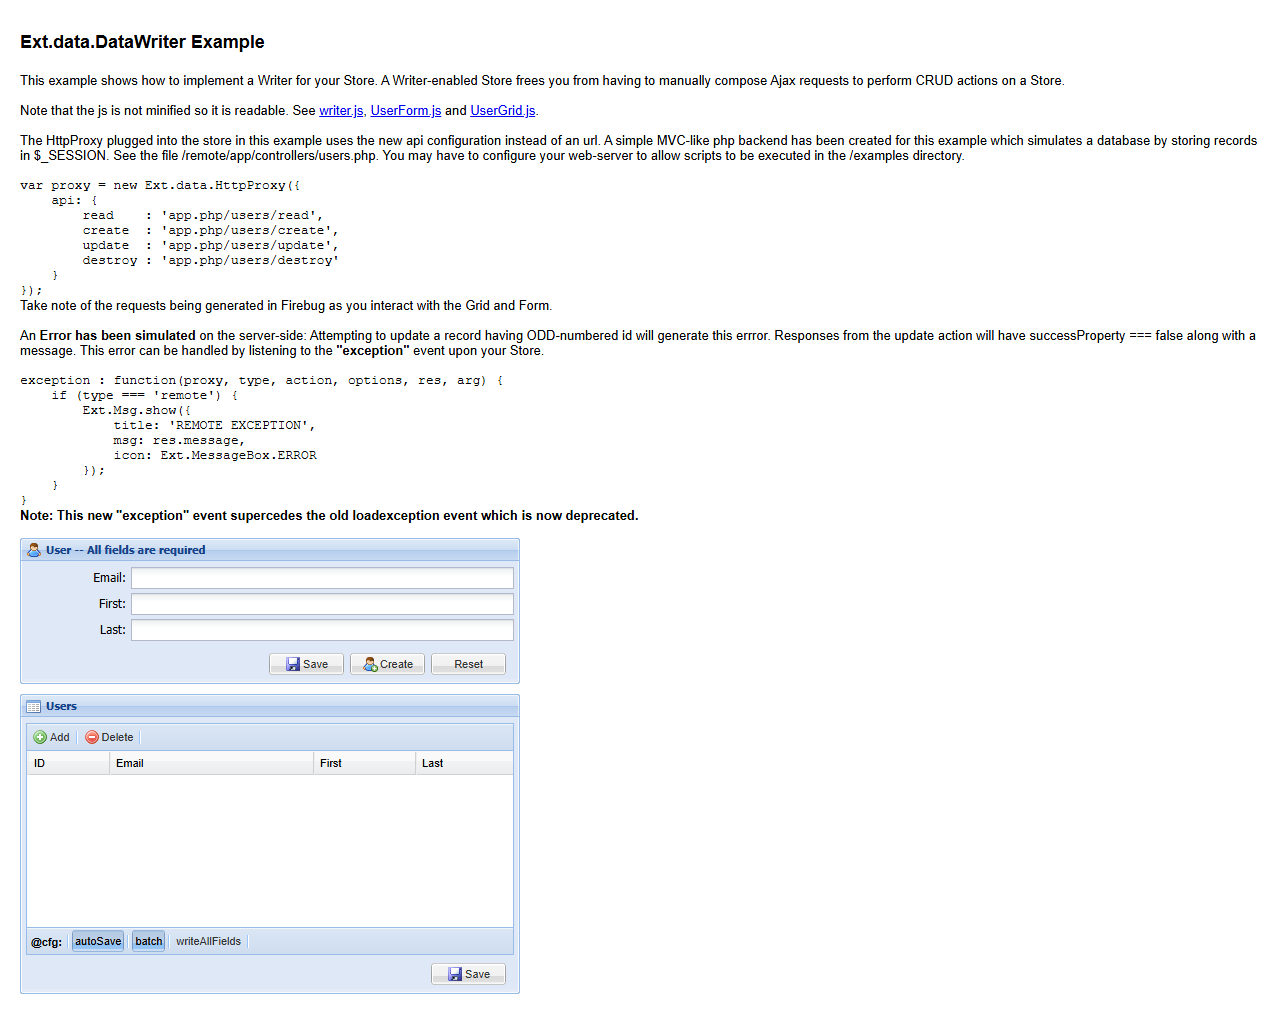 Ext.data.DataWriter Example
This example shows how to implement a Writer for your Store. A Writer-enabled Store frees you from having to manually compose Ajax requests to perform CRUD actions on a Store.
Note that the js is not minified so it is readable. See writer.js, UserForm.js and UserGrid.js.
The HttpProxy plugged into the store in this example uses the new api configuration instead of an url. A simple MVC-like php backend has been created for this example which simulates a database by storing records
in $_SESSION. See the file /remote/app/controllers/users.php. You may have to configure your web-server to allow scripts to be executed in the /examples directory.
var proxy = new Ext.data.HttpProxy({
    api: {
        read    : 'app.php/users/read',
        create  : 'app.php/users/create',
        update  : 'app.php/users/update',
        destroy : 'app.php/users/destroy'
    }
});
Take note of the requests being generated in Firebug as you interact with the Grid and Form.
An Error has been simulated on the server-side: Attempting to update a record having ODD-numbered id will generate this errror. Responses from the update action will have successProperty === false along with a
message. This error can be handled by listening to the "exception" event upon your Store.
exception : function(proxy, type, action, options, res, arg) {
    if (type === 'remote') {
        Ext.Msg.show({
            title: 'REMOTE EXCEPTION',
            msg: res.message,
            icon: Ext.MessageBox.ERROR
        });
    }
}
Note: This new "exception" event supercedes the old loadexception event which is now deprecated.
User -- All fields are required
Email:
First:
Last:
Save Create Reset
Users
Add Delete
ID Email First Last
@cfg: autoSave batch writeAllFields
Save